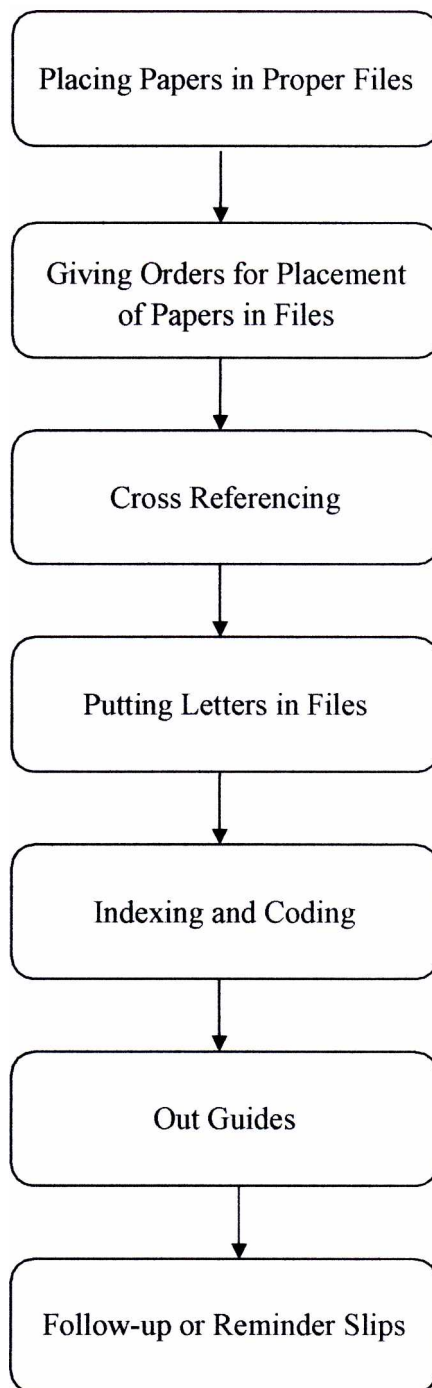 Placing Papers in Proper Files
Giving Orders for Placement
of Papers in Files
Cross Referencing
Putting Letters in Files
Indexing and Coding
Out Guides
Follow-up or Reminder Slips